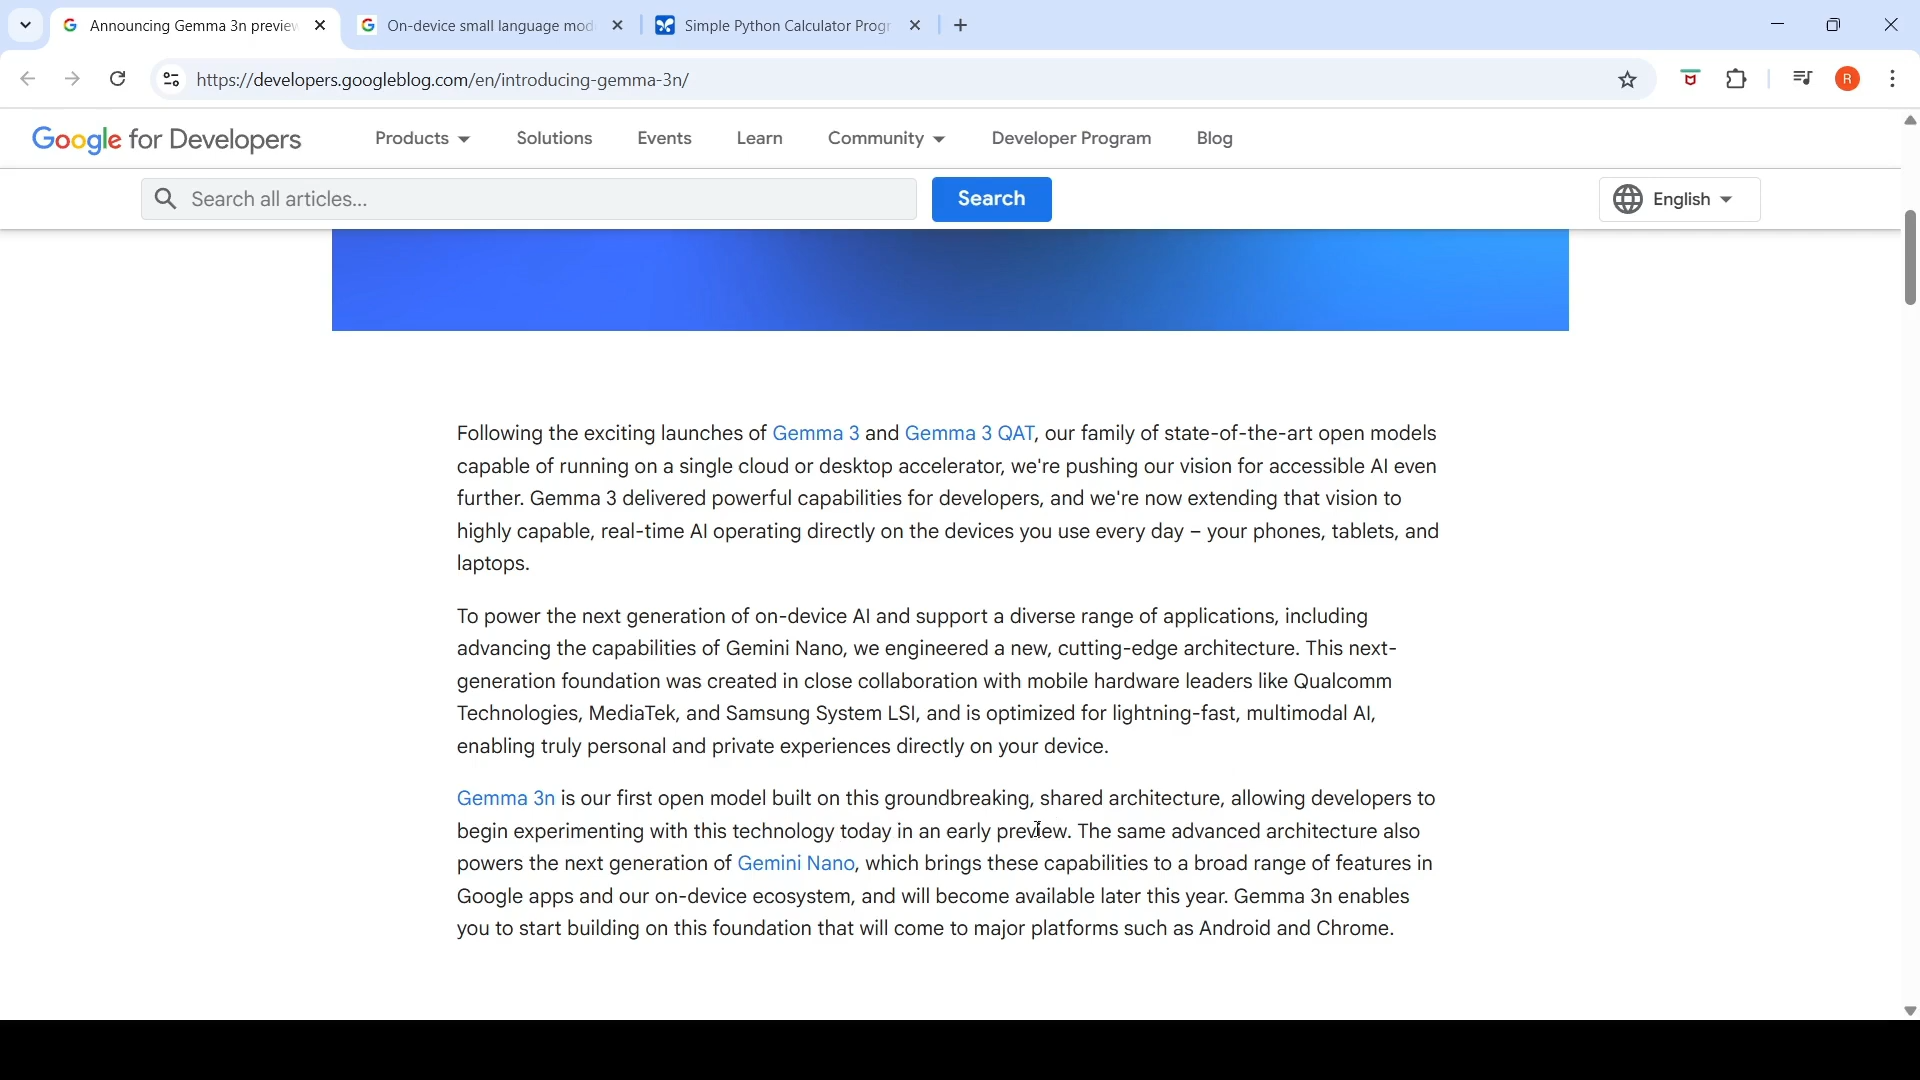 Announcing Gemma 3n preview
On-device small language mod
Simple Python Calculator Progr
https://developers.googleblog.com/en/introducing-gemma-3n/
R
Google for Developers
Products
Solutions
Events
Learn
Community
Developer Program
Blog
Search all articles...
Search
English
Following the exciting launches of Gemma 3 and Gemma 3 QAT, our family of state-of-the-art open models
capable of running on a single cloud or desktop accelerator, we're pushing our vision for accessible AI even
further. Gemma 3 delivered powerful capabilities for developers, and we're now extending that vision to
highly capable, real-time AI operating directly on the devices you use every day – your phones, tablets, and
laptops.
To power the next generation of on-device AI and support a diverse range of applications, including
advancing the capabilities of Gemini Nano, we engineered a new, cutting-edge architecture. This next-
generation foundation was created in close collaboration with mobile hardware leaders like Qualcomm
Technologies, MediaTek, and Samsung System LSI, and is optimized for lightning-fast, multimodal AI,
enabling truly personal and private experiences directly on your device.
Gemma 3n is our first open model built on this groundbreaking, shared architecture, allowing developers to
begin experimenting with this technology today in an early preview. The same advanced architecture also
powers the next generation of Gemini Nano, which brings these capabilities to a broad range of features in
Google apps and our on-device ecosystem, and will become available later this year. Gemma 3n enables
you to start building on this foundation that will come to major platforms such as Android and Chrome.